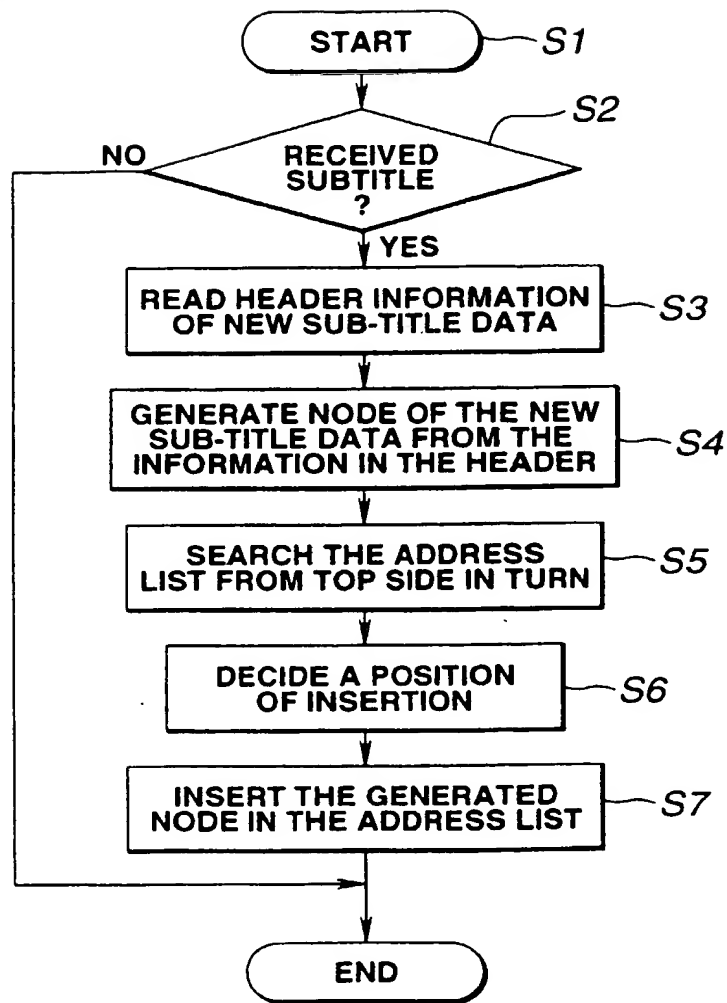 START
S1
S2
NO
RECEIVED
SUBTITLE
?
YES
READ HEADER INFORMATION
OF NEW SUB-TITLE DATA
S3
GENERATE NODE OF THE NEW
SUB-TITLE DATA FROM THE
INFORMATION IN THE HEADER
S4
SEARCH THE ADDRESS
LIST FROM TOP SIDE IN TURN
S5
DECIDE A POSITION
OF INSERTION
S6
INSERT THE GENERATED
NODE IN THE ADDRESS LIST
S7
END